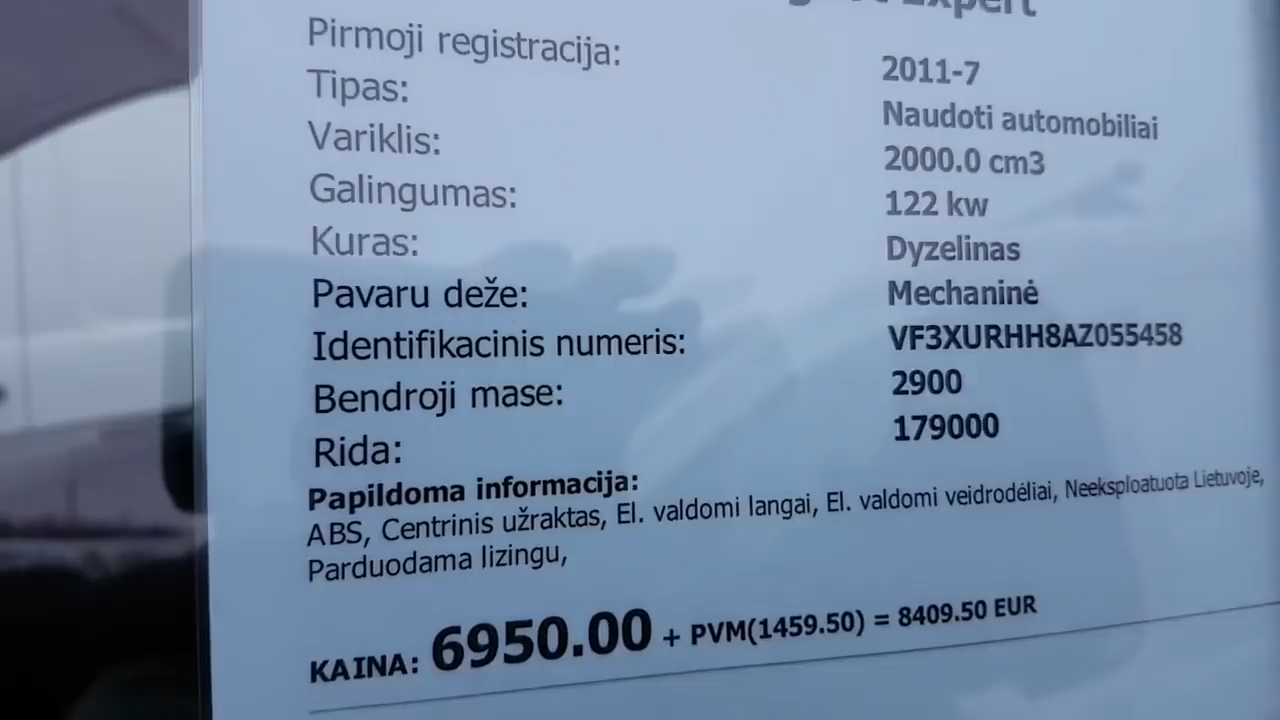 Expert
Pirmoji registracija: 2011-7
Tipas: Naudoti automobiliai
Variklis: 2000.0 cm3
Galingumas: 122 kw
Kuras: Dyzelinas
Pavaru deže: Mechaninė
Identifikacinis numeris: VF3XURHH8AZ055458
Bendroji mase: 2900
Rida: 179000
Papildoma informacija:
ABS, Centrinis užraktas, El. valdomi langai, El. valdomi veidrodėliai, Neeksploatuota Lietuvoje,
Parduodama lizingu,
KAINA: 6950.00 + PVM(1459.50) = 8409.50 EUR